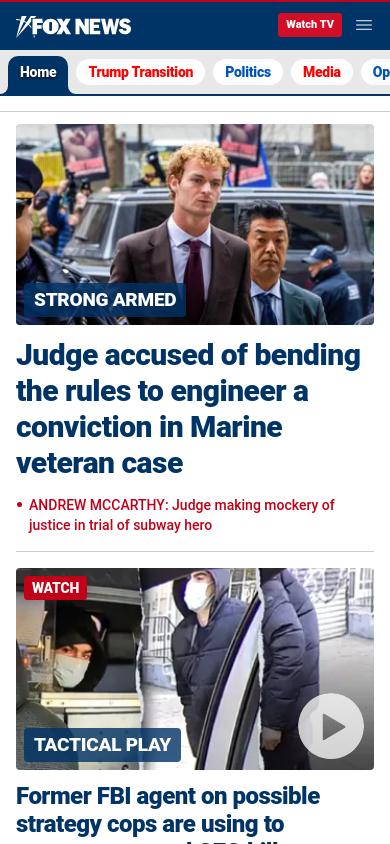 FOX NEWS
Watch TV
Home
Trump Transition
Politics
Media
Op
STRONG ARMED
Judge accused of bending
the rules to engineer a
conviction in Marine
veteran case
• ANDREW MCCARTHY: Judge making mockery of
justice in trial of subway hero
WATCH
TACTICAL PLAY
Former FBI agent on possible
strategy cops are using to